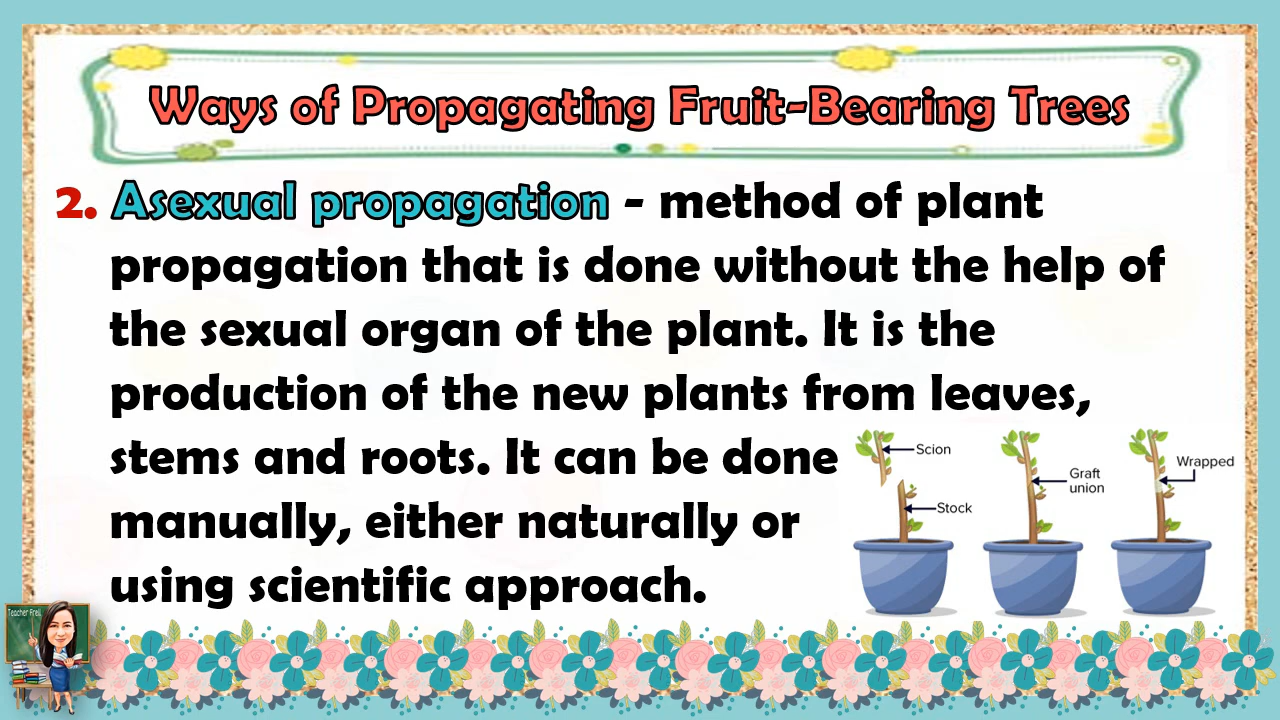 Ways of Propagating Fruit-Bearing Trees
2. Asexual propagation - method of plant
propagation that is done without the help of
the sexual organ of the plant. It is the
production of the new plants from leaves,
stems and roots. It can be done
manually, either naturally or
using scientific approach.
Scion
Stock
Graft
union
Wrapped
Teacher Frell